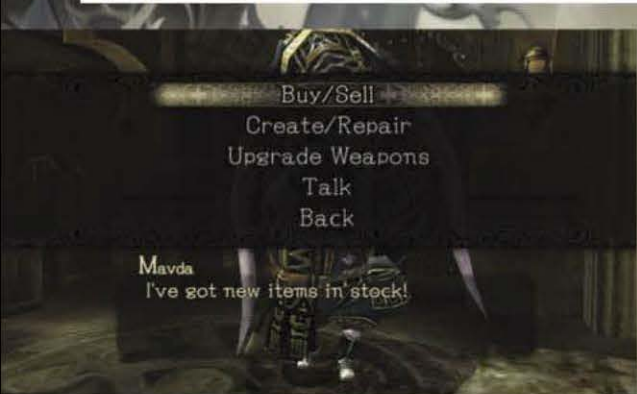 Buy/Sell
Create/Repair
Upgrade Weapons
Talk
Back
Mavda
I've got new items in stock!